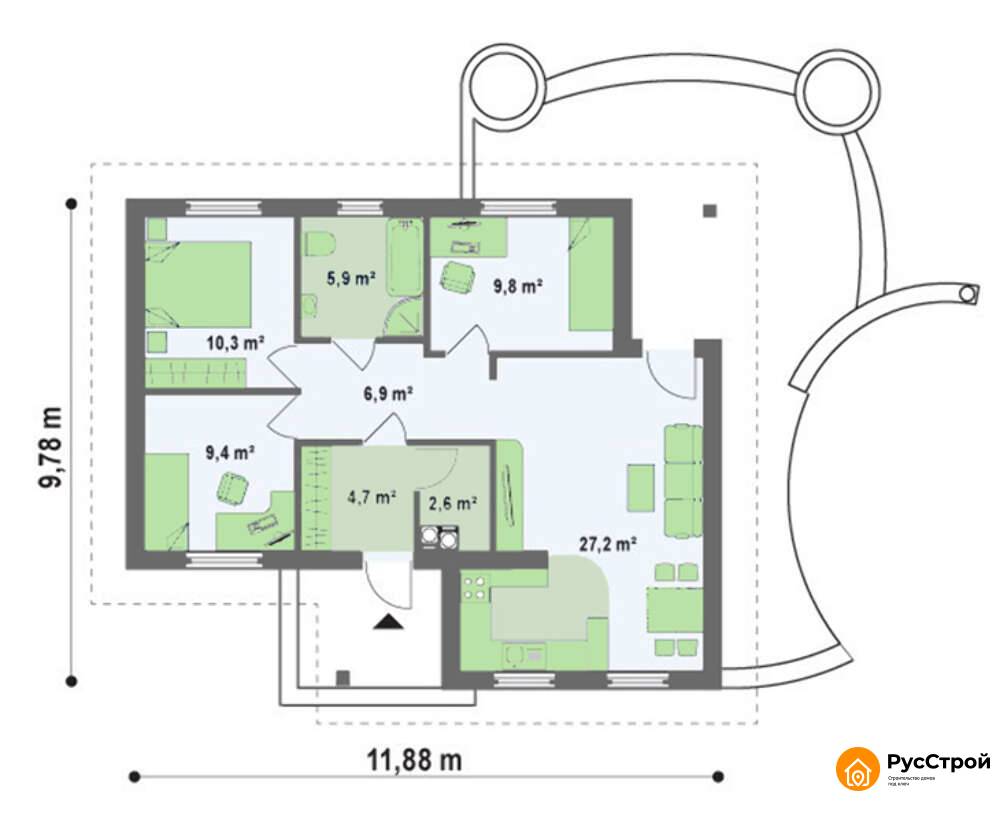 5,9 m²
9,8 m²
10,3 m²
6,9 m²
9,4 m²
4,7 m²
2,6 m²
27,2 m²
9,78 m
11,88 m
РусСтрой
Строительство домов
под ключ